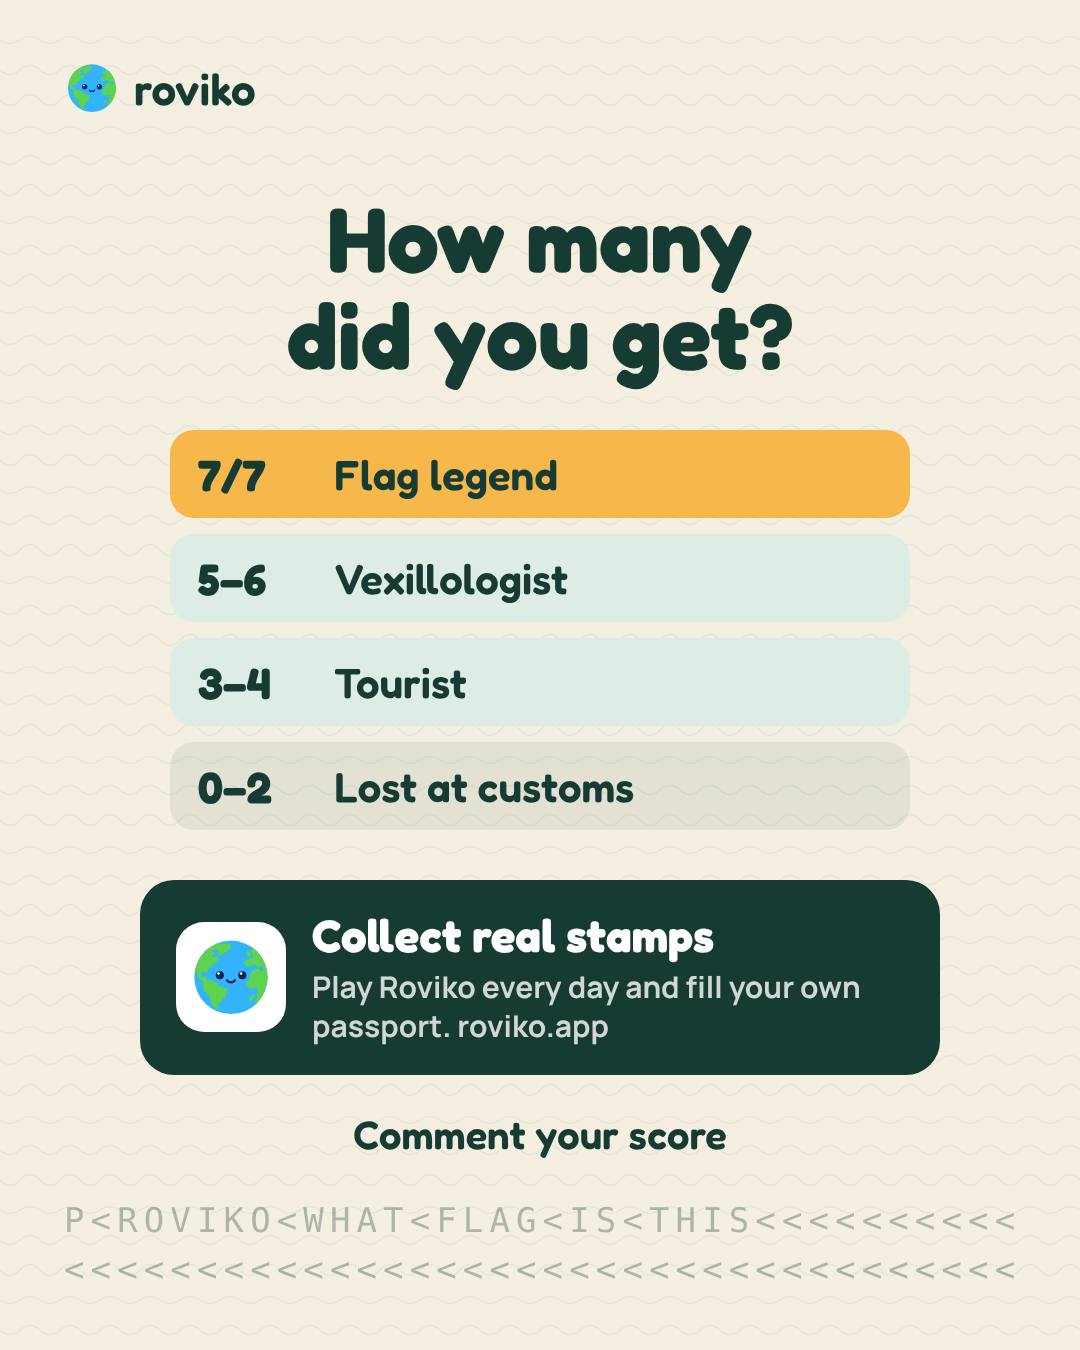 roviko
How many
did you get?
7/7 Flag legend
5–6 Vexillologist
3–4 Tourist
0–2 Lost at customs
Collect real stamps
Play Roviko every day and fill your own
passport. roviko.app
Comment your score
P<ROVIKO<WHAT<FLAG<IS<THIS<<<<<<<<<<
<<<<<<<<<<<<<<<<<<<<<<<<<<<<<<<<<<<<